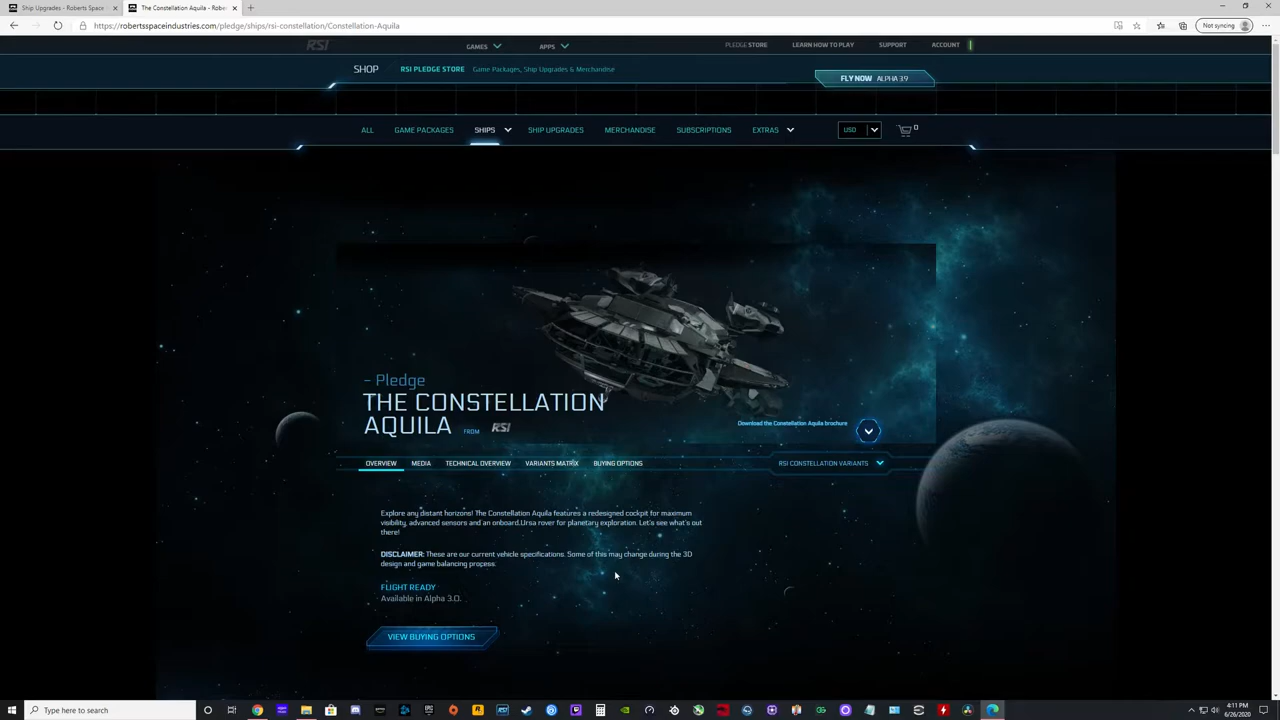 Ship Upgrades - Roberts Space
The Constellation Aquila - Robe
https://robertsspaceindustries.com/pledge/ships/rsi-constellation/Constellation-Aquila
Not syncing
RSI
GAMES
APPS
PLEDGE STORE
LEARN HOW TO PLAY
SUPPORT
ACCOUNT
SHOP
RSI PLEDGE STORE
Game Packages, Ship Upgrades & Merchandise
FLY NOW ALPHA 3.9
ALL
GAME PACKAGES
SHIPS
SHIP UPGRADES
MERCHANDISE
SUBSCRIPTIONS
EXTRAS
USD
0
- Pledge
THE CONSTELLATION
AQUILA FROM RSI
Download the Constellation Aquila brochure
OVERVIEW
MEDIA
TECHNICAL OVERVIEW
VARIANTS MATRIX
BUYING OPTIONS
RSI CONSTELLATION VARIANTS
Explore any distant horizons! The Constellation Aquila features a redesigned cockpit for maximum
visibility, advanced sensors and an onboard Ursa rover for planetary exploration. Let's see what's out
there!
DISCLAIMER: These are our current vehicle specifications. Some of this may change during the 3D
design and game balancing process.
FLIGHT READY
Available in Alpha 3.0.
VIEW BUYING OPTIONS
Type here to search
4:11 PM
6/26/2020